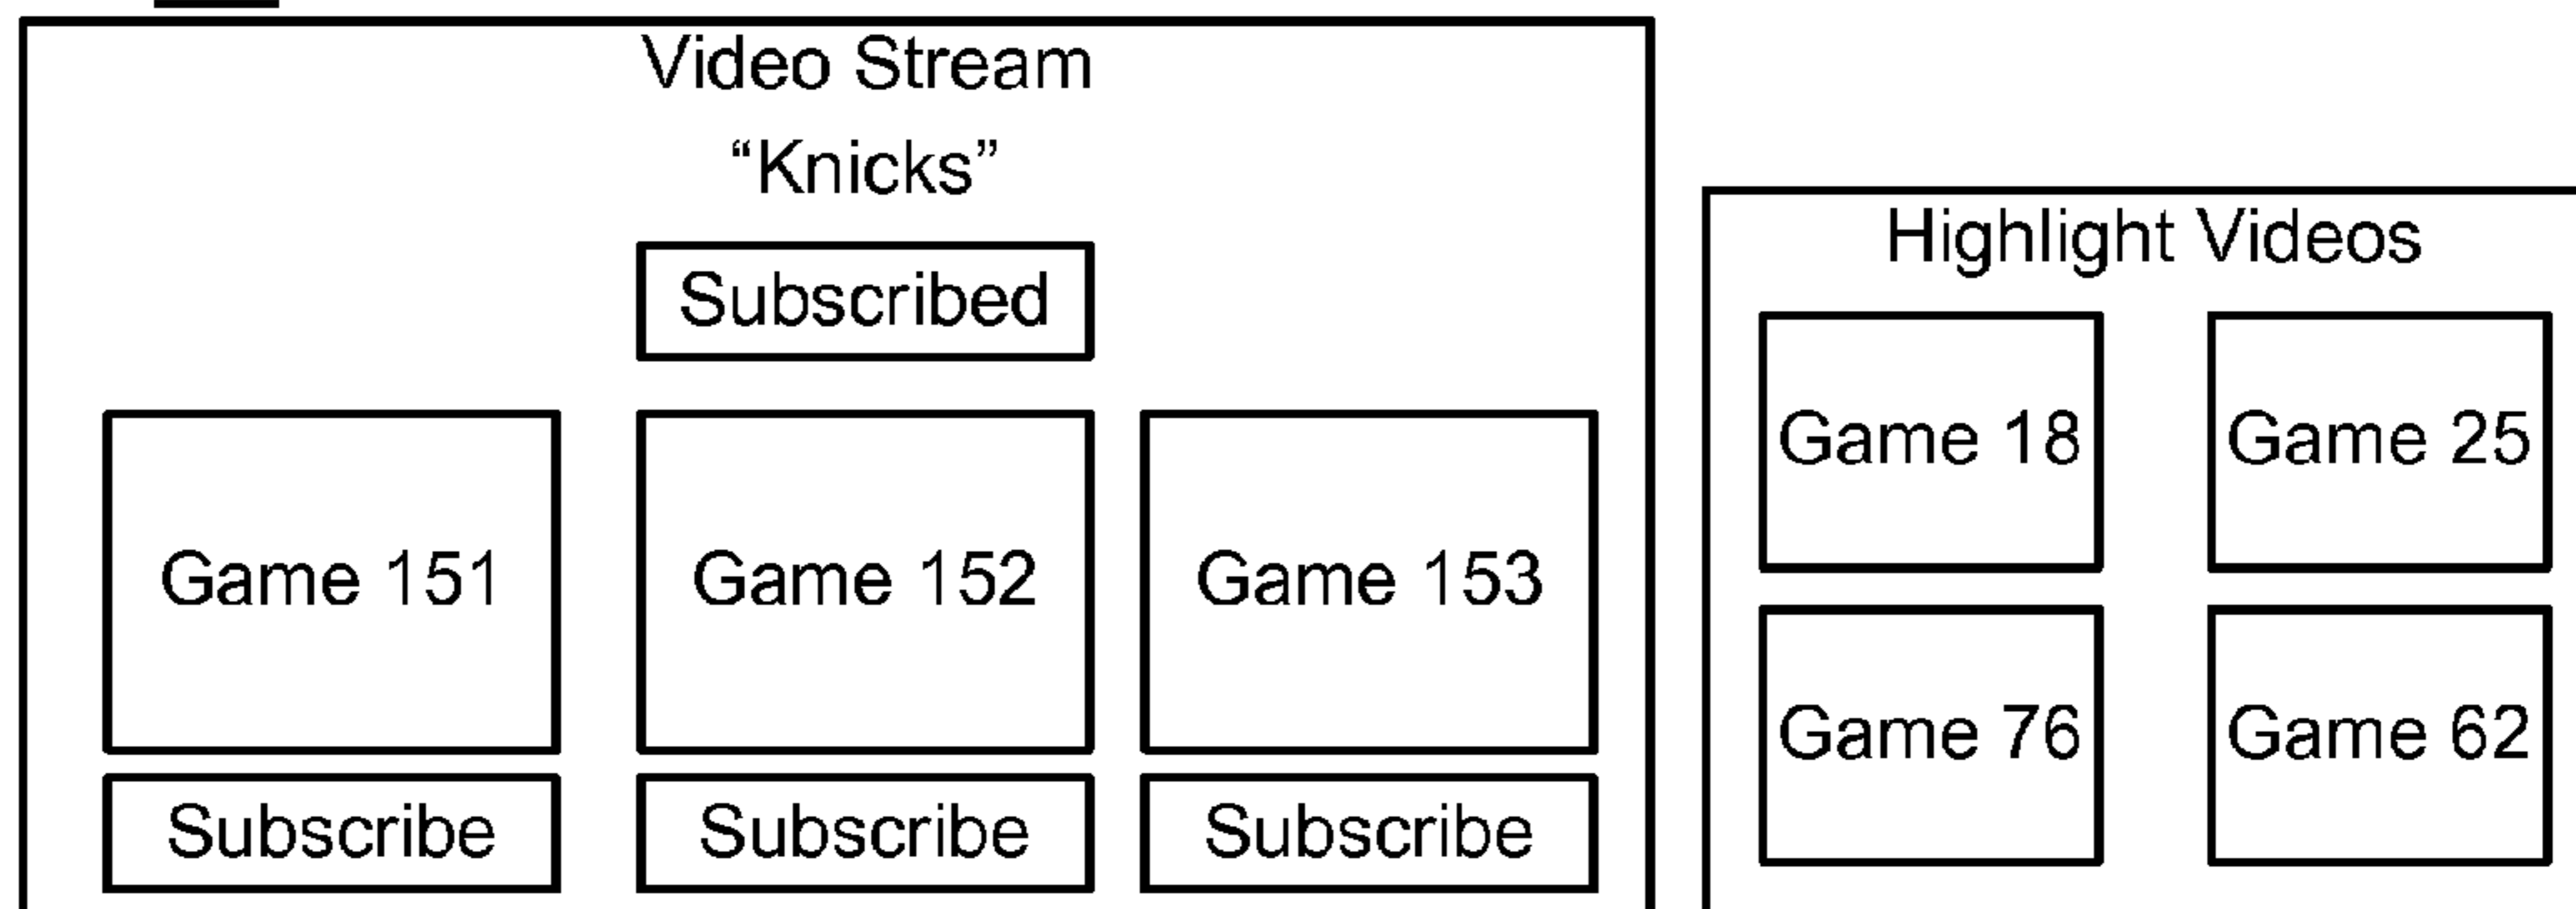 Video Stream
“Knicks”
Subscribed
Game 151
Game 152
Game 153
Subscribe
Subscribe
Subscribe
Highlight Videos
Game 18
Game 25
Game 76
Game 62